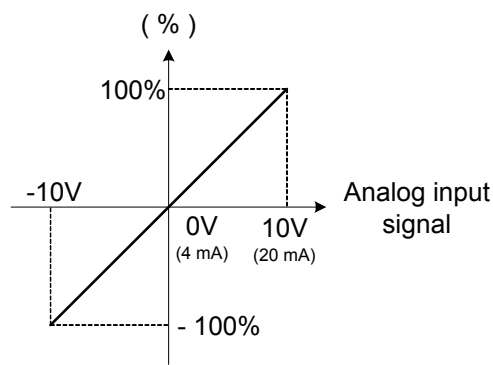 ( % )
100%
-10V
Analog input
signal
0V
10V
(4 mA)
(20 mA)
- 100%